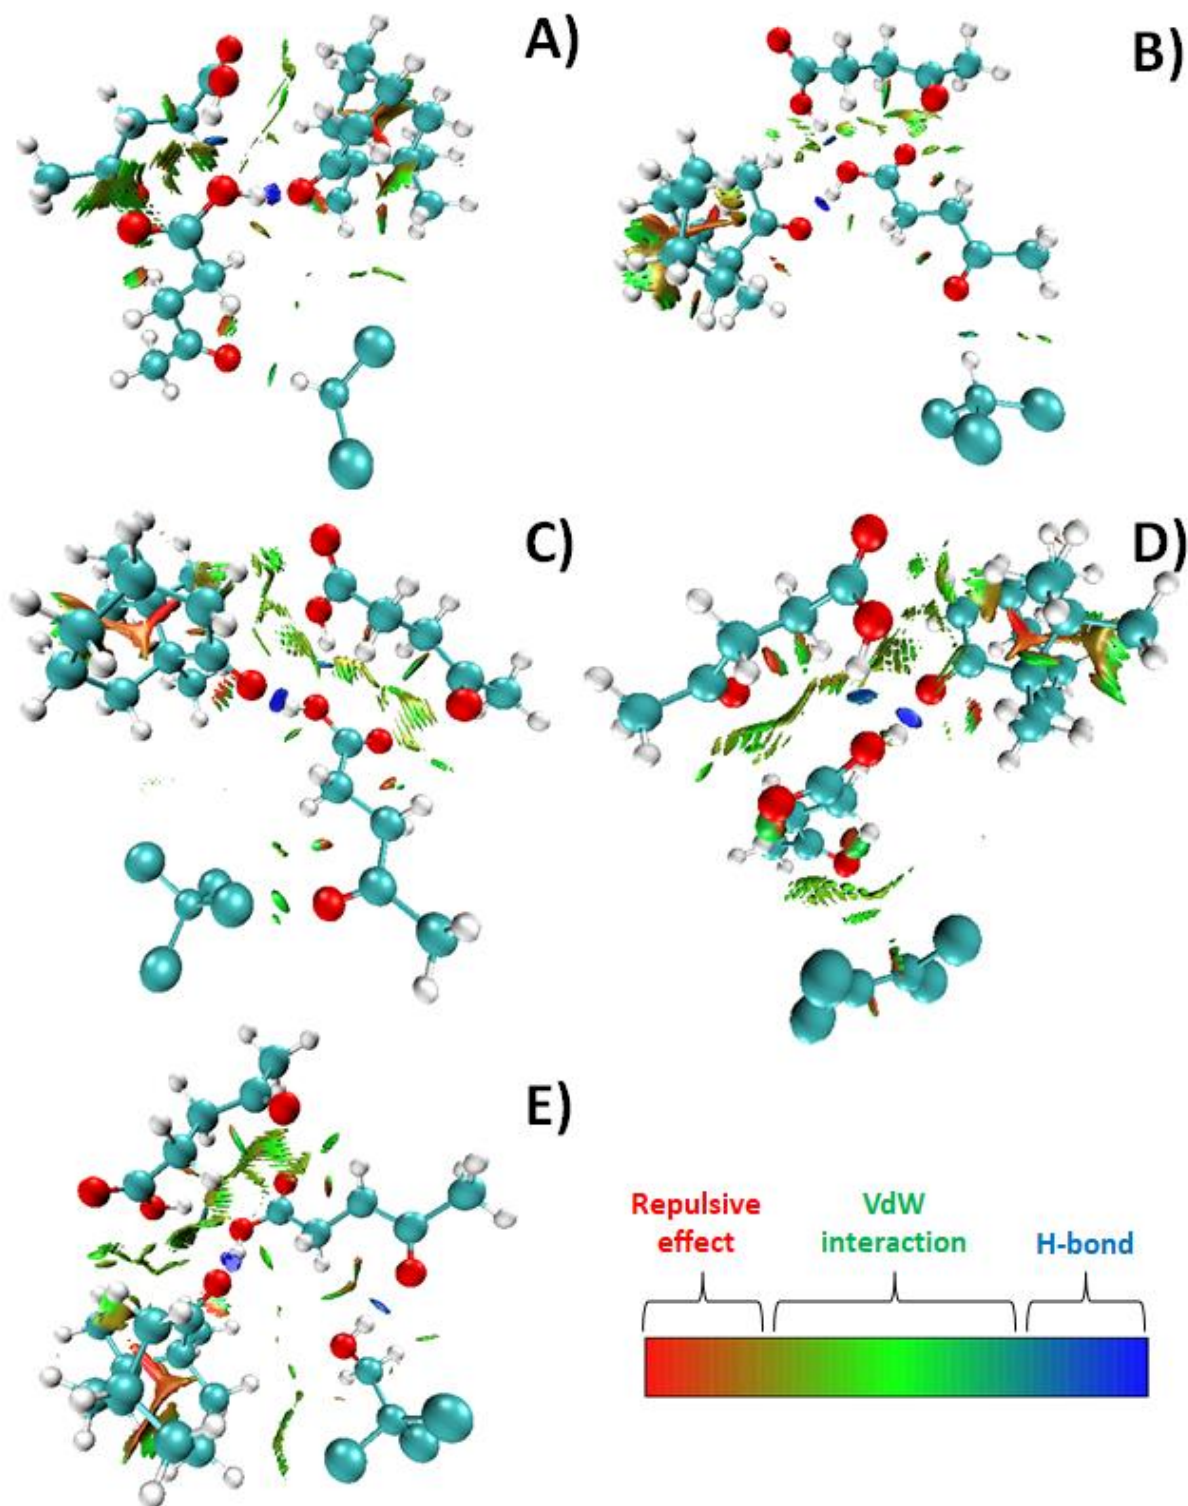 A)
B)
C)
D)
E)
Repulsive
effect
VdW
interaction
H-bond